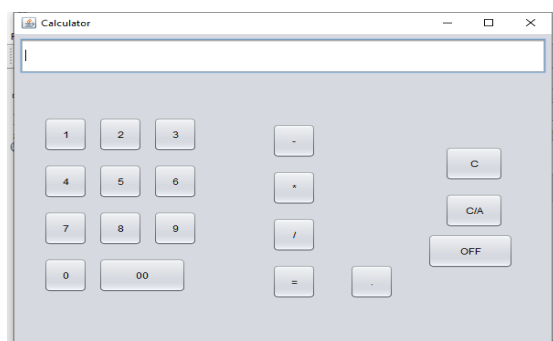 Calculator
1 2 3 -
C
4 5 6 *
C/A
7 8 9 /
OFF
0 00 = .